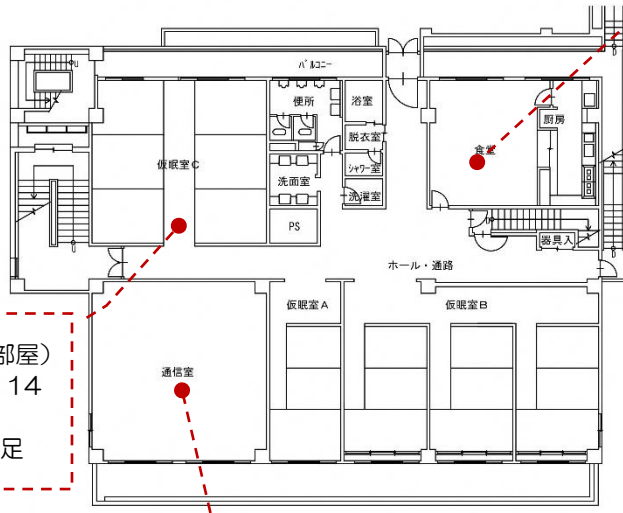 バルコニー
便所
浴室
厨房
脱衣室
食堂
仮眠室C
シャワー室
洗面室
洗濯室
PS
器具入
ホール・通路
仮眠室A
仮眠室B
部屋）
14
通信室
足